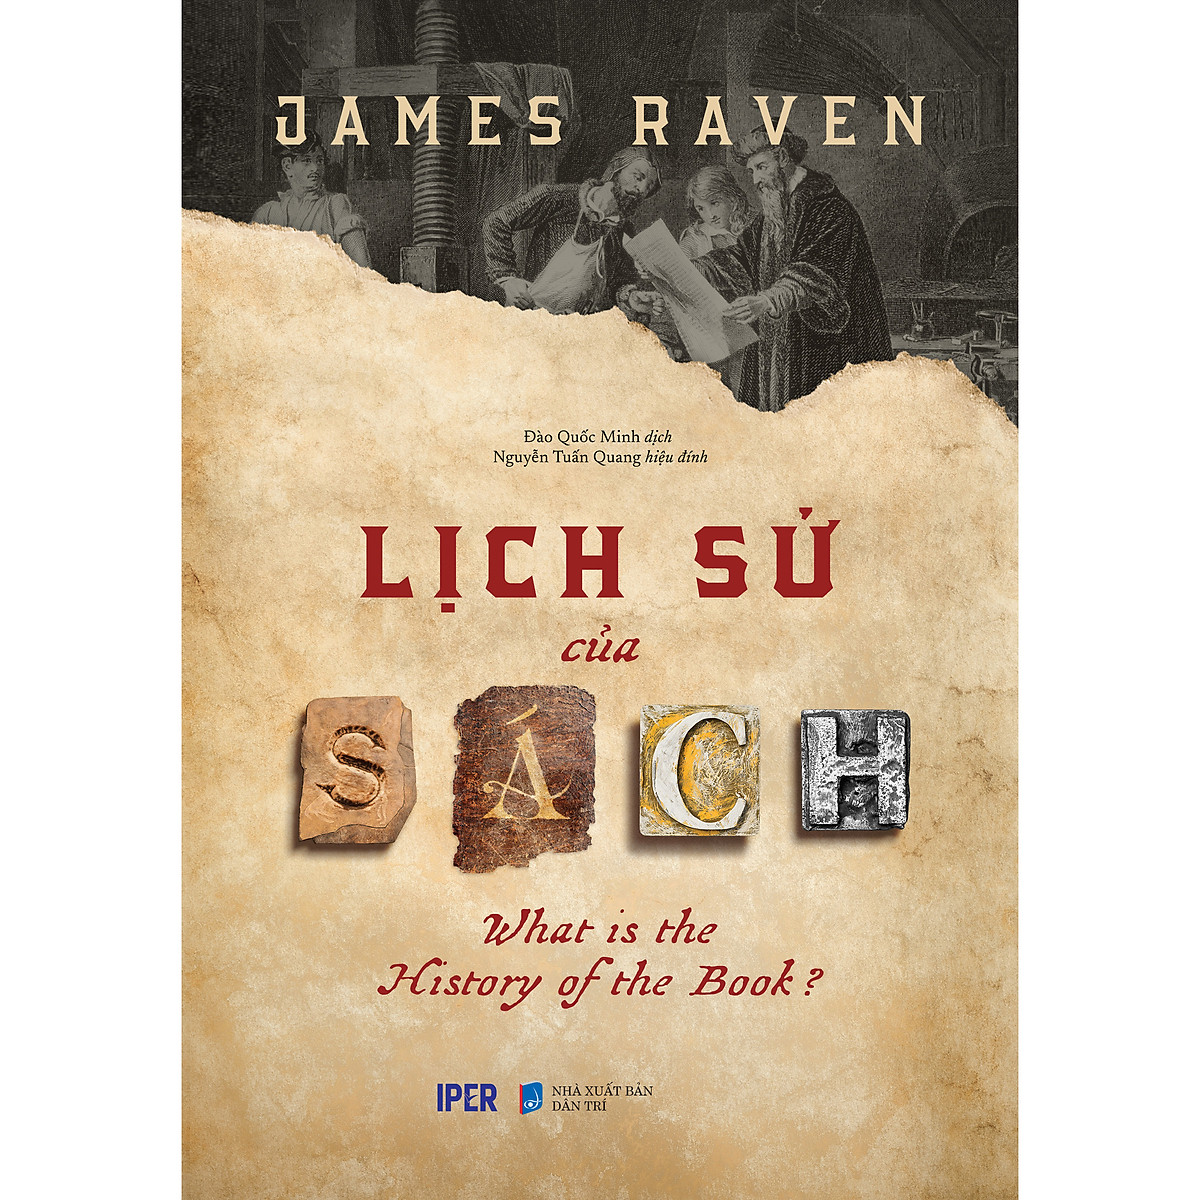 JAMES RAVEN
Đào Quốc Minh dịch
Nguyễn Tuấn Quang hiệu đính
LỊCH SỬ
của
SÁCH
What is the
History of the Book?
IPER
NHÀ XUẤT BẢN
DÂN TRÍ